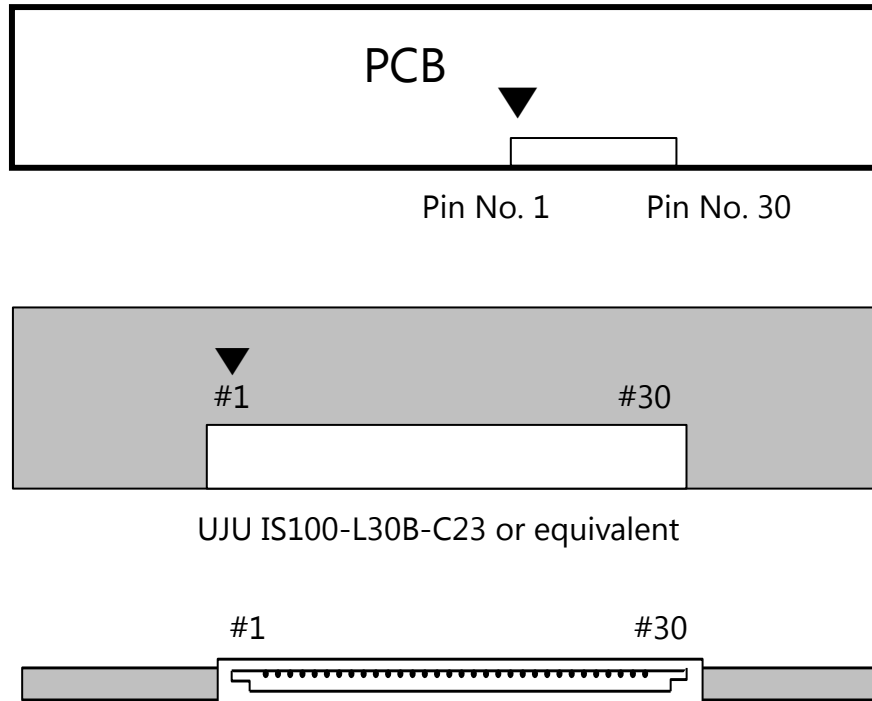 PCB
Pin No. 1 Pin No. 30
#1 #30
UJU IS100-L30B-C23 or equivalent
#1 #30